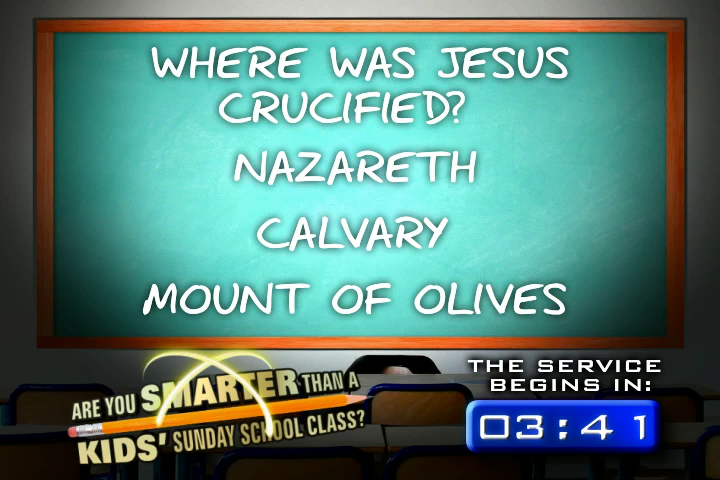 WHERE WAS JESUS
CRUCIFIED?
NAZARETH
CALVARY
MOUNT OF OLIVES
ARE YOU SMARTER THAN A
KIDS' SUNDAY SCHOOL CLASS?
THE SERVICE
BEGINS IN:
03:41